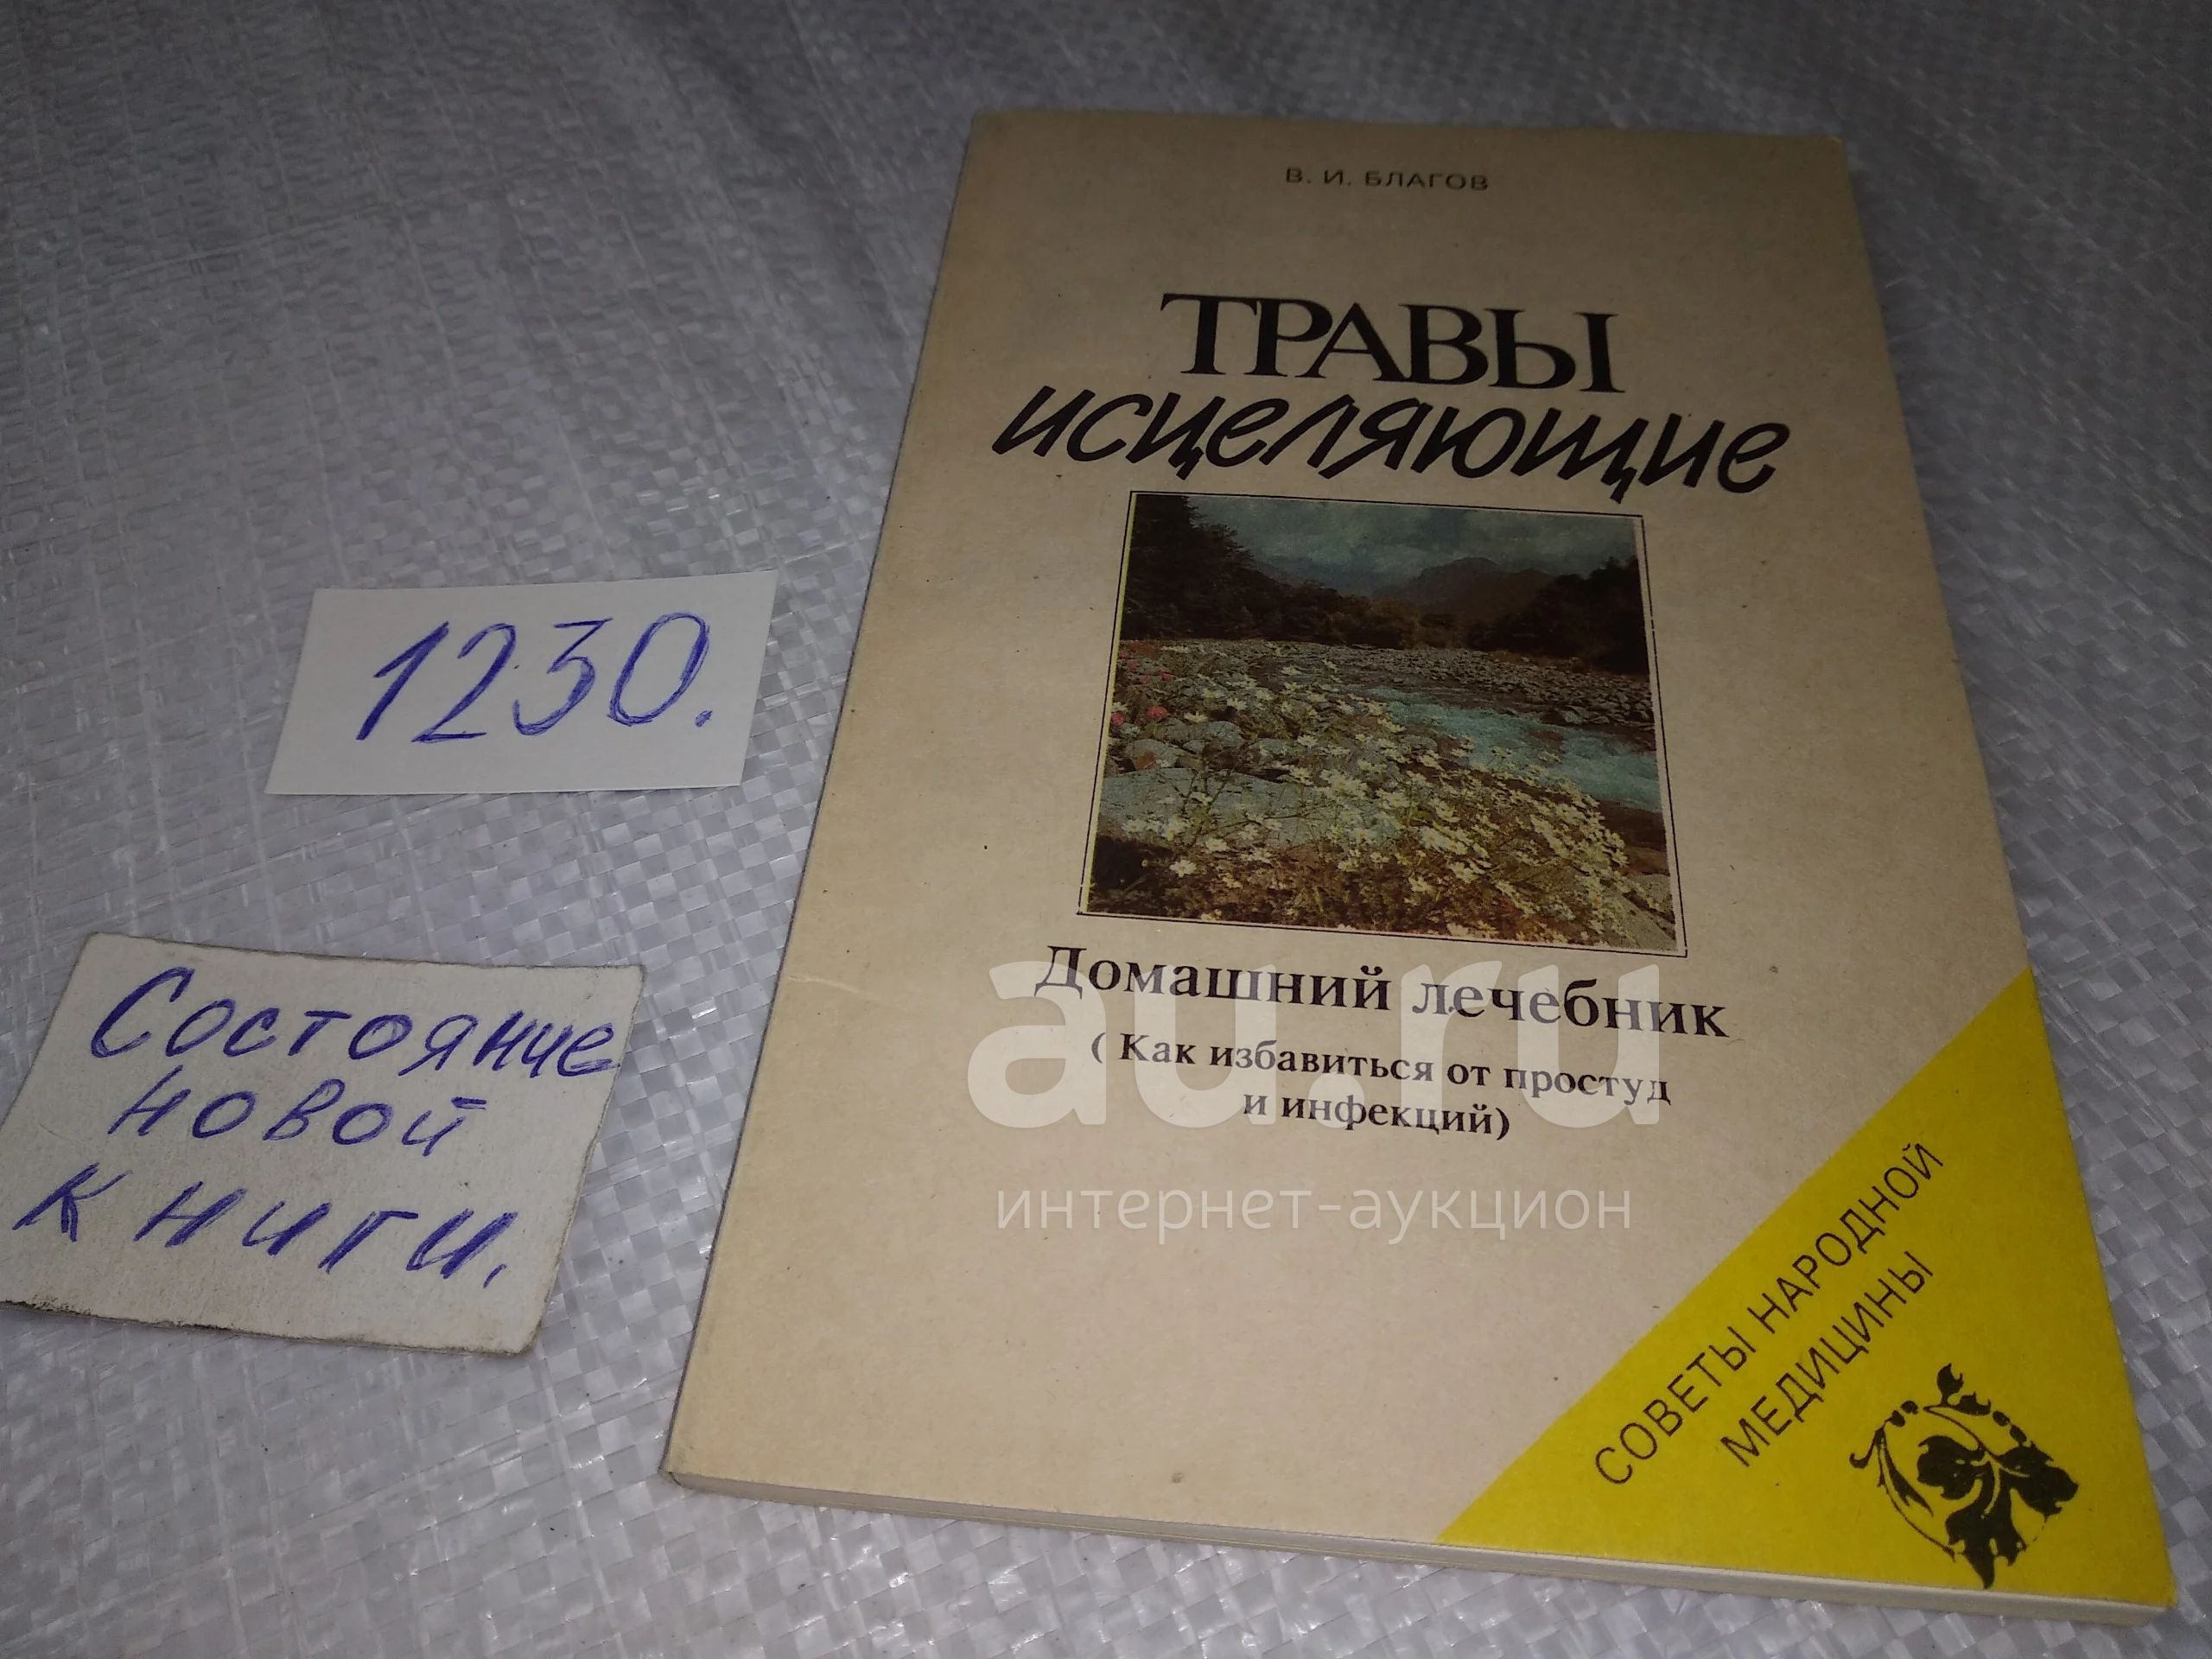 В. И. БЛАГОВ
ТРАВЫ
исцеляющие
1230.
Состояние
новой
книги.
Домашний лечебник
( Как избавиться от простуд
и инфекций)
au.ru
интернет-аукцион
СОВЕТЫ НАРОДНОЙ
МЕДИЦИНЫ